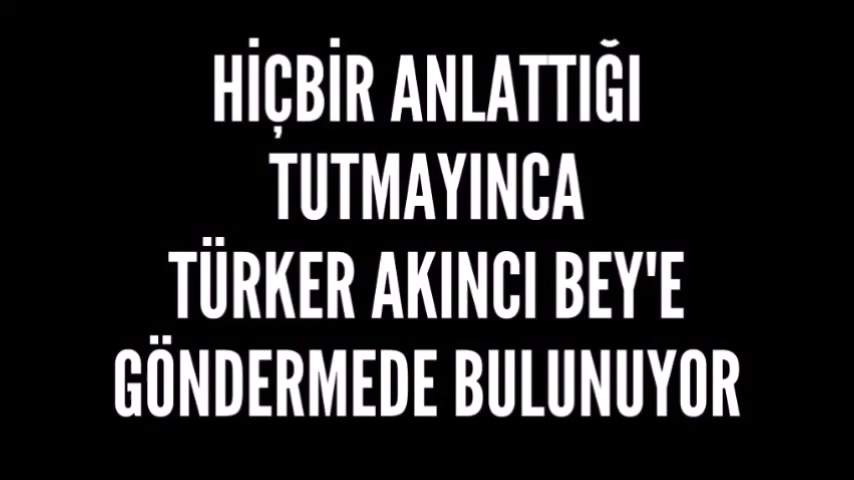 HİÇBİR ANLATTIĞI
TUTMAYINCA
TÜRKER AKINCI BEY'E
GÖNDERMEDE BULUNUYOR